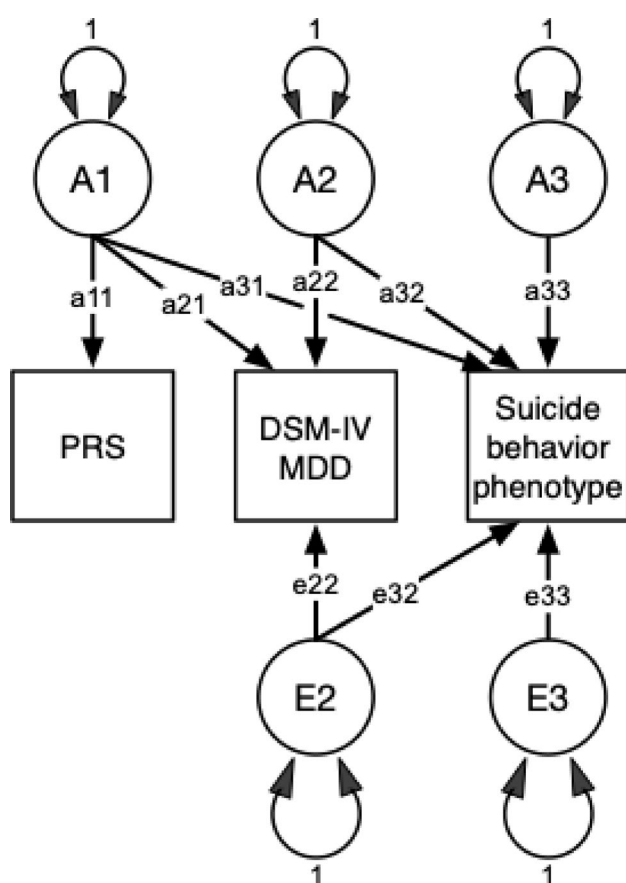 1 1 1
A1 A2 A3
a11 a21 a31 a22 a32 a33
PRS
DSM-IV
MDD
Suicide
behavior
phenotype
e22 e32 e33
E2 E3
1 1